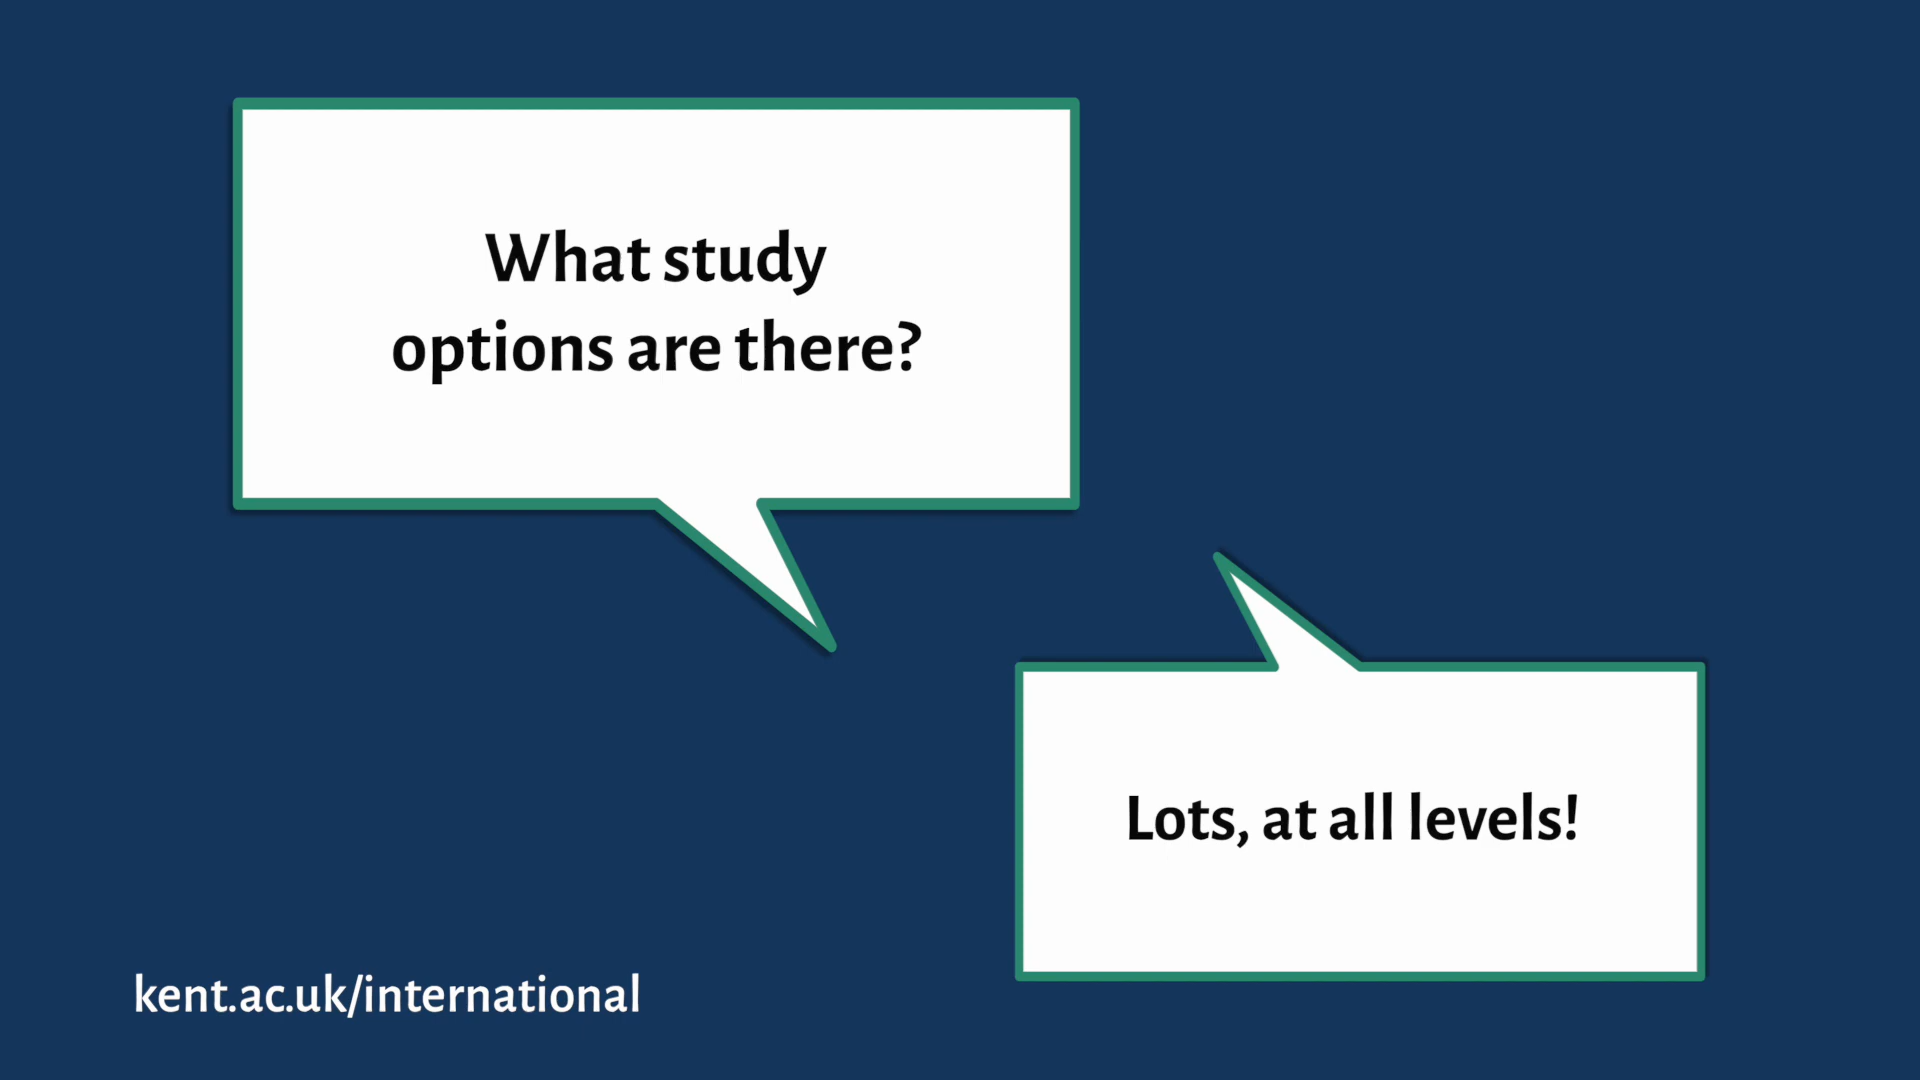 What study
options are there?
Lots, at all levels!
kent.ac.uk/international